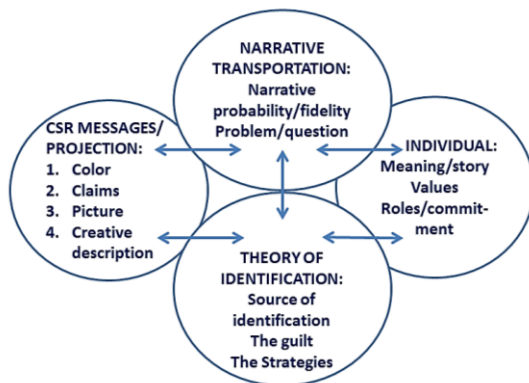 NARRATIVE
TRANSPORTATION:
Narrative
probability/fidelity
Problem/question
CSR MESSAGES/
PROJECTION:
1. Color
2. Claims
3. Picture
4. Creative
description
INDIVIDUAL:
Meaning/story
Values
Roles/commit-
ment
THEORY OF
IDENTIFICATION:
Source of
identification
The guilt
The Strategies